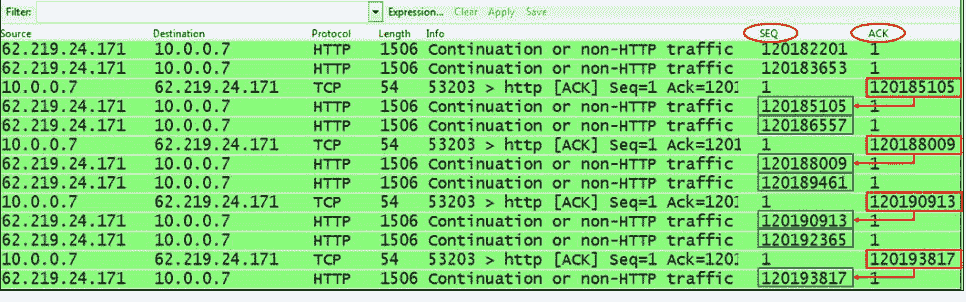 Filter: Expression... Clear Apply Save
Source Destination Protocol Length Info SEQ ACK
62.219.24.171 10.0.0.7 HTTP 1506 Continuation or non-HTTP traffic 120182201 1
62.219.24.171 10.0.0.7 HTTP 1506 Continuation or non-HTTP traffic 120183653 1
10.0.0.7 62.219.24.171 TCP 54 53203 > http [ACK] Seq=1 Ack=1201 1 120185105
62.219.24.171 10.0.0.7 HTTP 1506 Continuation or non-HTTP traffic 120185105 1
62.219.24.171 10.0.0.7 HTTP 1506 Continuation or non-HTTP traffic 120186557 1
10.0.0.7 62.219.24.171 TCP 54 53203 > http [ACK] Seq=1 Ack=1201 1 120188009
62.219.24.171 10.0.0.7 HTTP 1506 Continuation or non-HTTP traffic 120188009 1
62.219.24.171 10.0.0.7 HTTP 1506 Continuation or non-HTTP traffic 120189461 1
10.0.0.7 62.219.24.171 TCP 54 53203 > http [ACK] Seq=1 Ack=1201 1 120190913
62.219.24.171 10.0.0.7 HTTP 1506 Continuation or non-HTTP traffic 120190913 1
62.219.24.171 10.0.0.7 HTTP 1506 Continuation or non-HTTP traffic 120192365 1
10.0.0.7 62.219.24.171 TCP 54 53203 > http [ACK] Seq=1 Ack=1201 1 120193817
62.219.24.171 10.0.0.7 HTTP 1506 Continuation or non-HTTP traffic 120193817 1